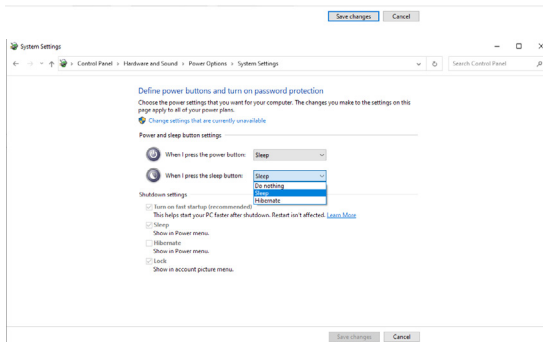 Save changes Cancel
System Settings
Control Panel > Hardware and Sound > Power Options > System Settings
Search Control Panel
Define power buttons and turn on password protection
Choose the power settings that you want for your computer. The changes you make to the settings on this
page apply to all of your power plans.
Change settings that are currently unavailable
Power and sleep button settings
When I press the power button: Sleep
When I press the sleep button: Sleep
Do nothing
Sleep
Hibernate
Shutdown settings
Turn on fast startup (recommended)
This helps start your PC faster after shutdown. Restart isn't affected. Learn More
Sleep
Show in Power menu.
Hibernate
Show in Power menu.
Lock
Show in account picture menu.
Save changes Cancel